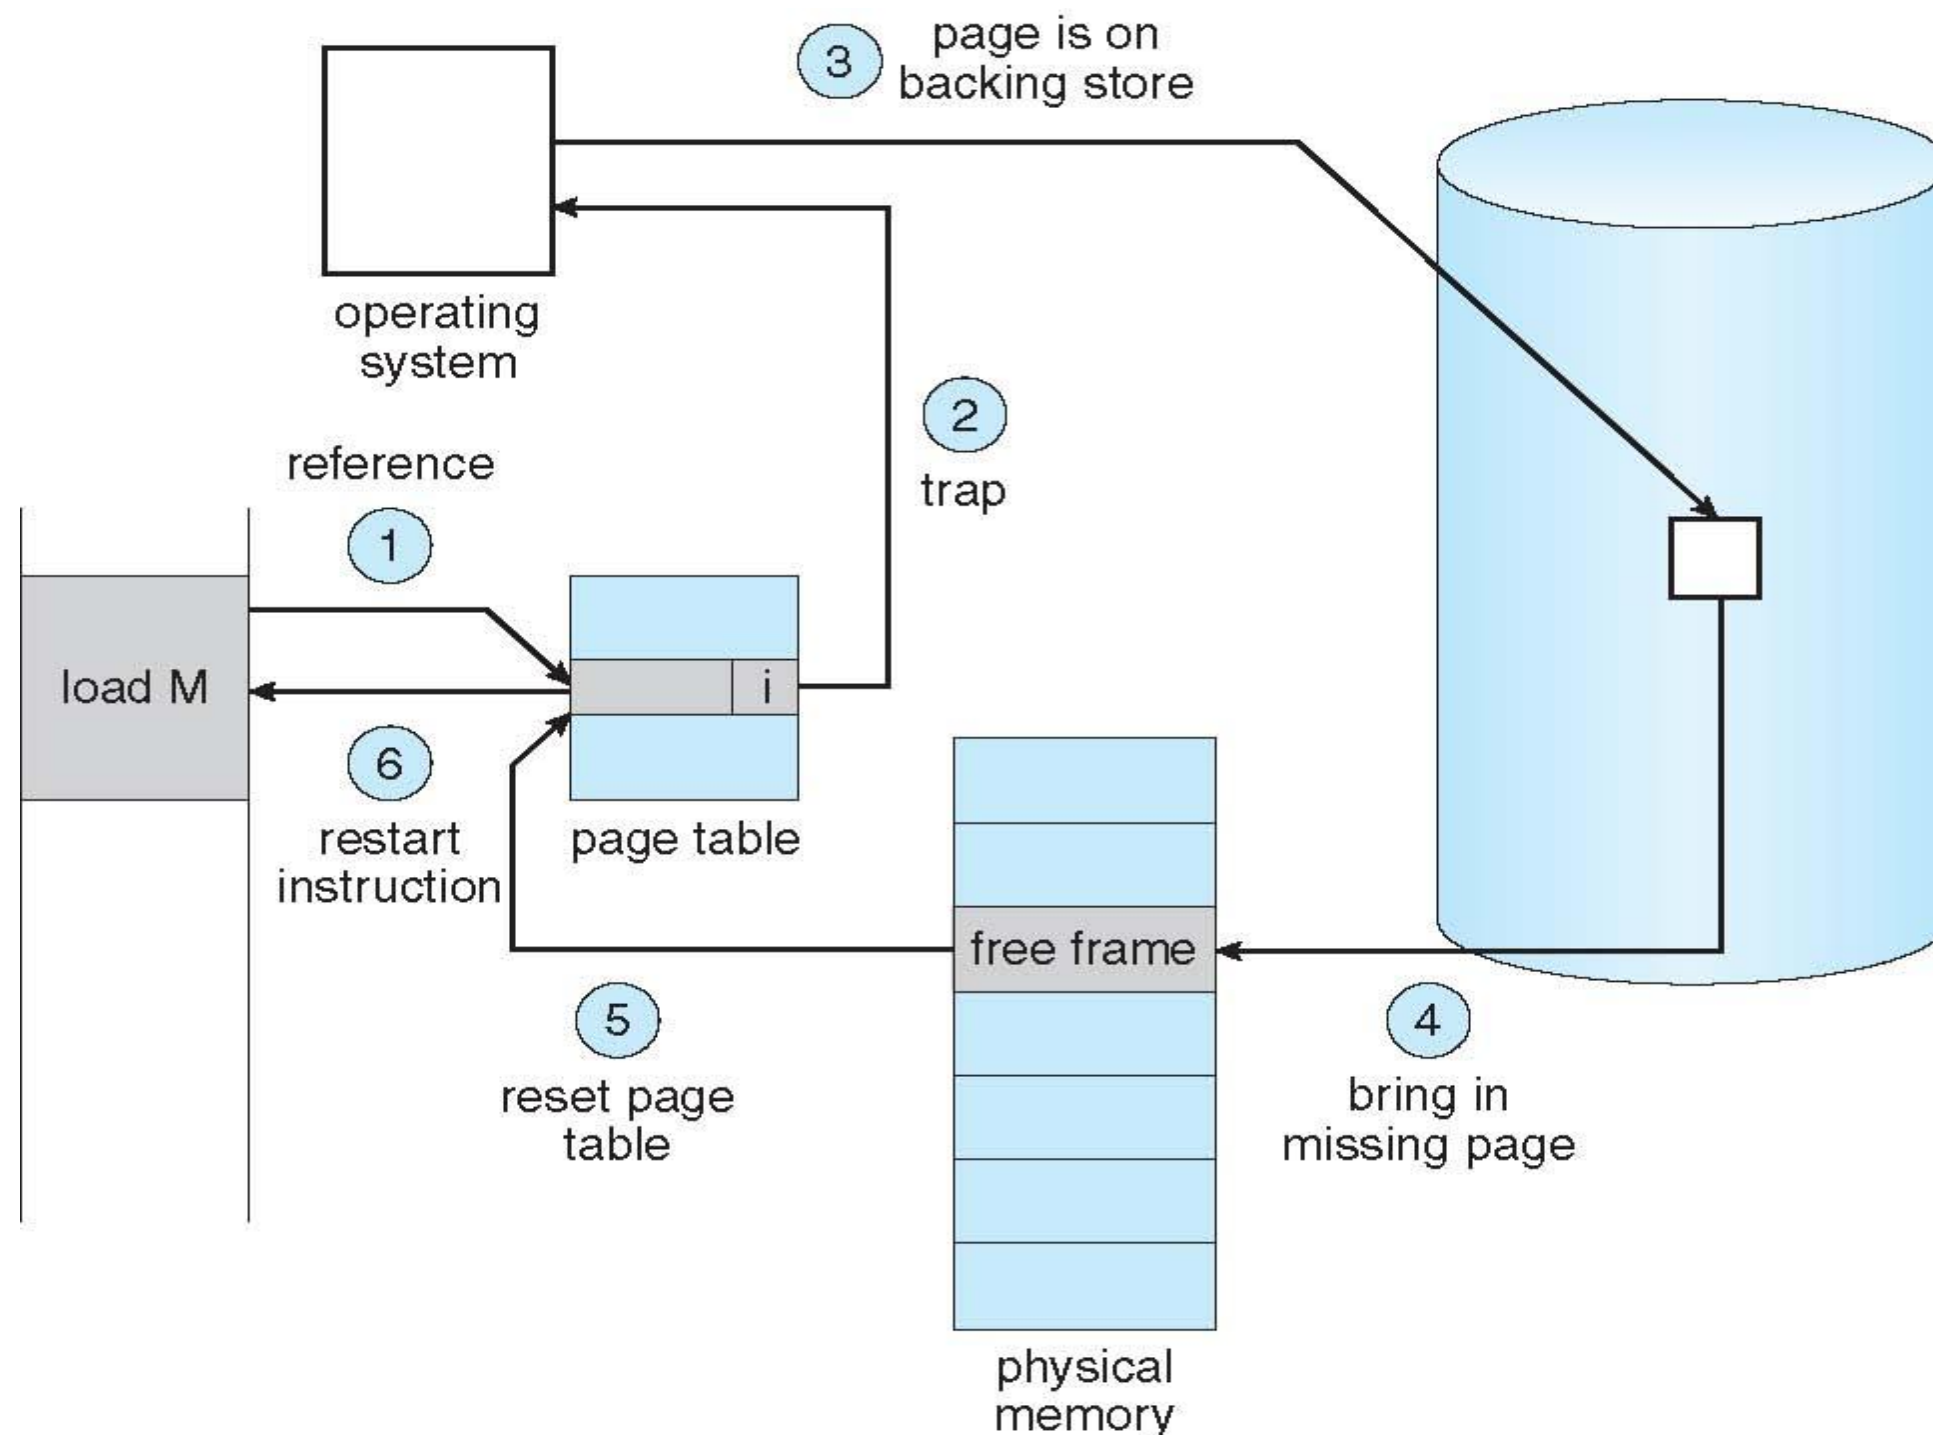 3
page is on
backing store
operating
system
2
trap
reference
1
load M
i
6
restart
instruction
page table
free frame
5
reset page
table
4
bring in
missing page
physical
memory